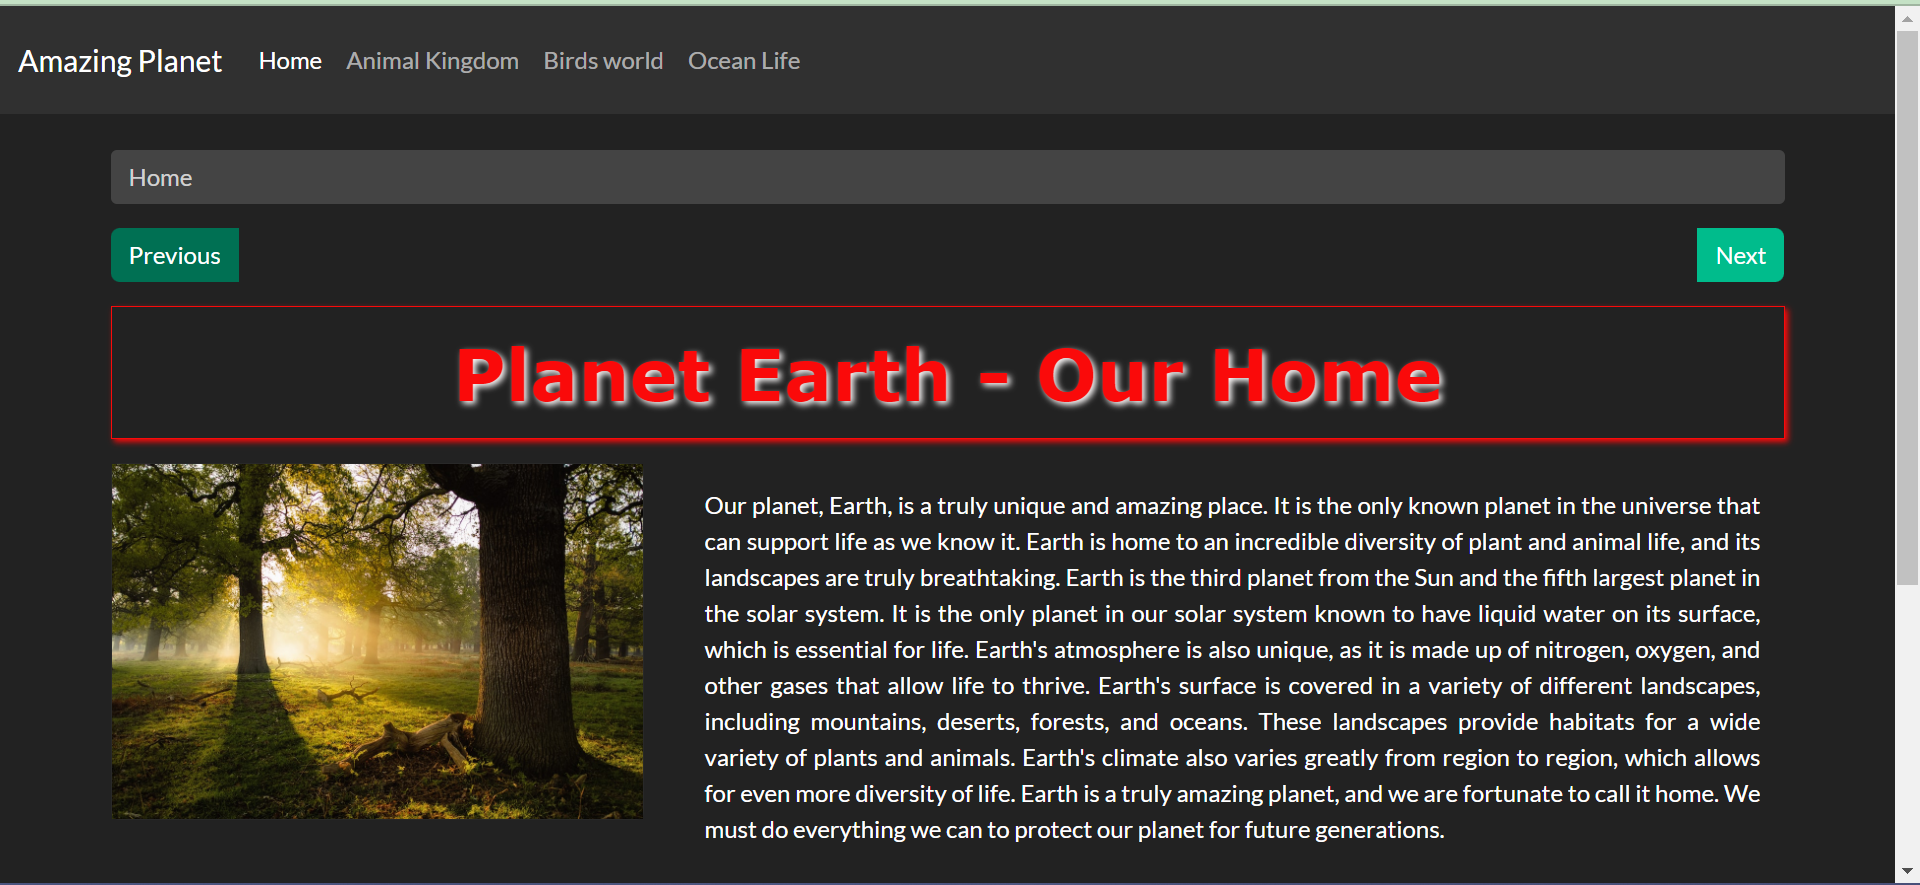 Amazing Planet Home Animal Kingdom Birds world Ocean Life
Home
Previous Next
Planet Earth - Our Home
Our planet, Earth, is a truly unique and amazing place. It is the only known planet in the universe that
can support life as we know it. Earth is home to an incredible diversity of plant and animal life, and its
landscapes are truly breathtaking. Earth is the third planet from the Sun and the fifth largest planet in
the solar system. It is the only planet in our solar system known to have liquid water on its surface,
which is essential for life. Earth's atmosphere is also unique, as it is made up of nitrogen, oxygen, and
other gases that allow life to thrive. Earth's surface is covered in a variety of different landscapes,
including mountains, deserts, forests, and oceans. These landscapes provide habitats for a wide
variety of plants and animals. Earth's climate also varies greatly from region to region, which allows
for even more diversity of life. Earth is a truly amazing planet, and we are fortunate to call it home. We
must do everything we can to protect our planet for future generations.